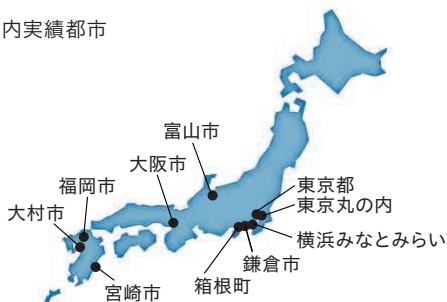 内実績都市
富山市
大阪市
福岡市
大村市
宮崎市
東京都
東京丸の内
横浜みなとみらい
鎌倉市
箱根町